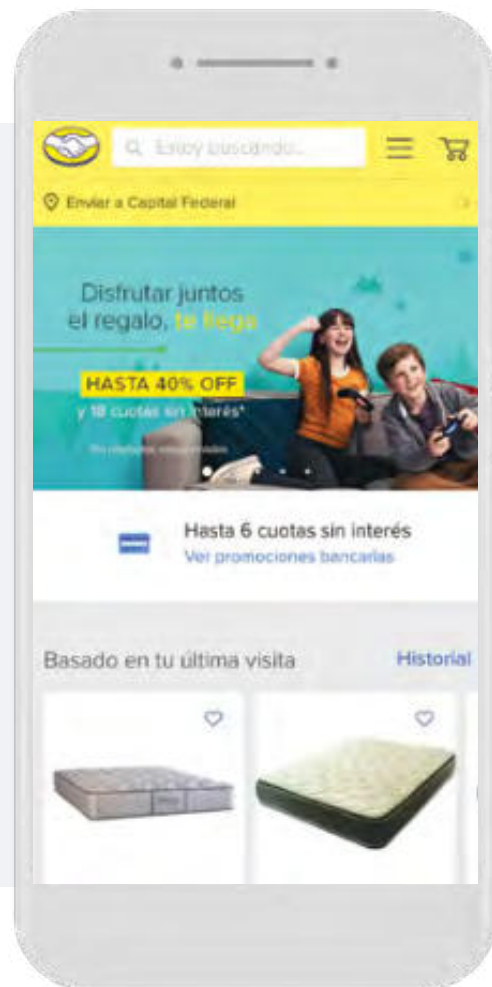 Estoy buscando...
Enviar a Capital Federal
Disfrutar juntos
el regalo, te llega
HASTA 40% OFF
y 18 cuotas sin interés*
Hasta 6 cuotas sin interés
Ver promociones bancarias
Basado en tu última visita
Historial